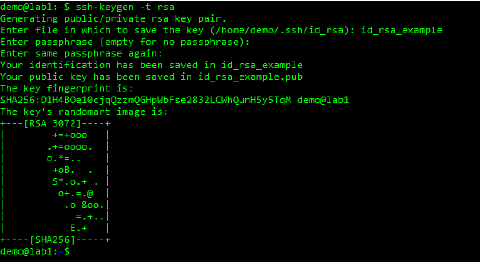 demo@lab1:~$ ssh-keygen -t rsa
Generating public/private rsa key pair.
Enter file in which to save the key (/home/demo/.ssh/id_rsa): id_rsa_example
Enter passphrase (empty for no passphrase):
Enter same passphrase again:
Your identification has been saved in id_rsa_example
Your public key has been saved in id_rsa_example.pub
The key fingerprint is:
demo@lab1
The key's randomart image is:
+---[RSA 3072]----+
|       +-+ooo    |
|      .+=oooo.   |
|      o.*=..     |
|       +oB.  .   |
|       S*.o.+ .  |
|        o+.=.@   |
|         .o &oo.|
|           =.+..|
|          E.+    |
+----[SHA256]-----+
demo@lab1:~$